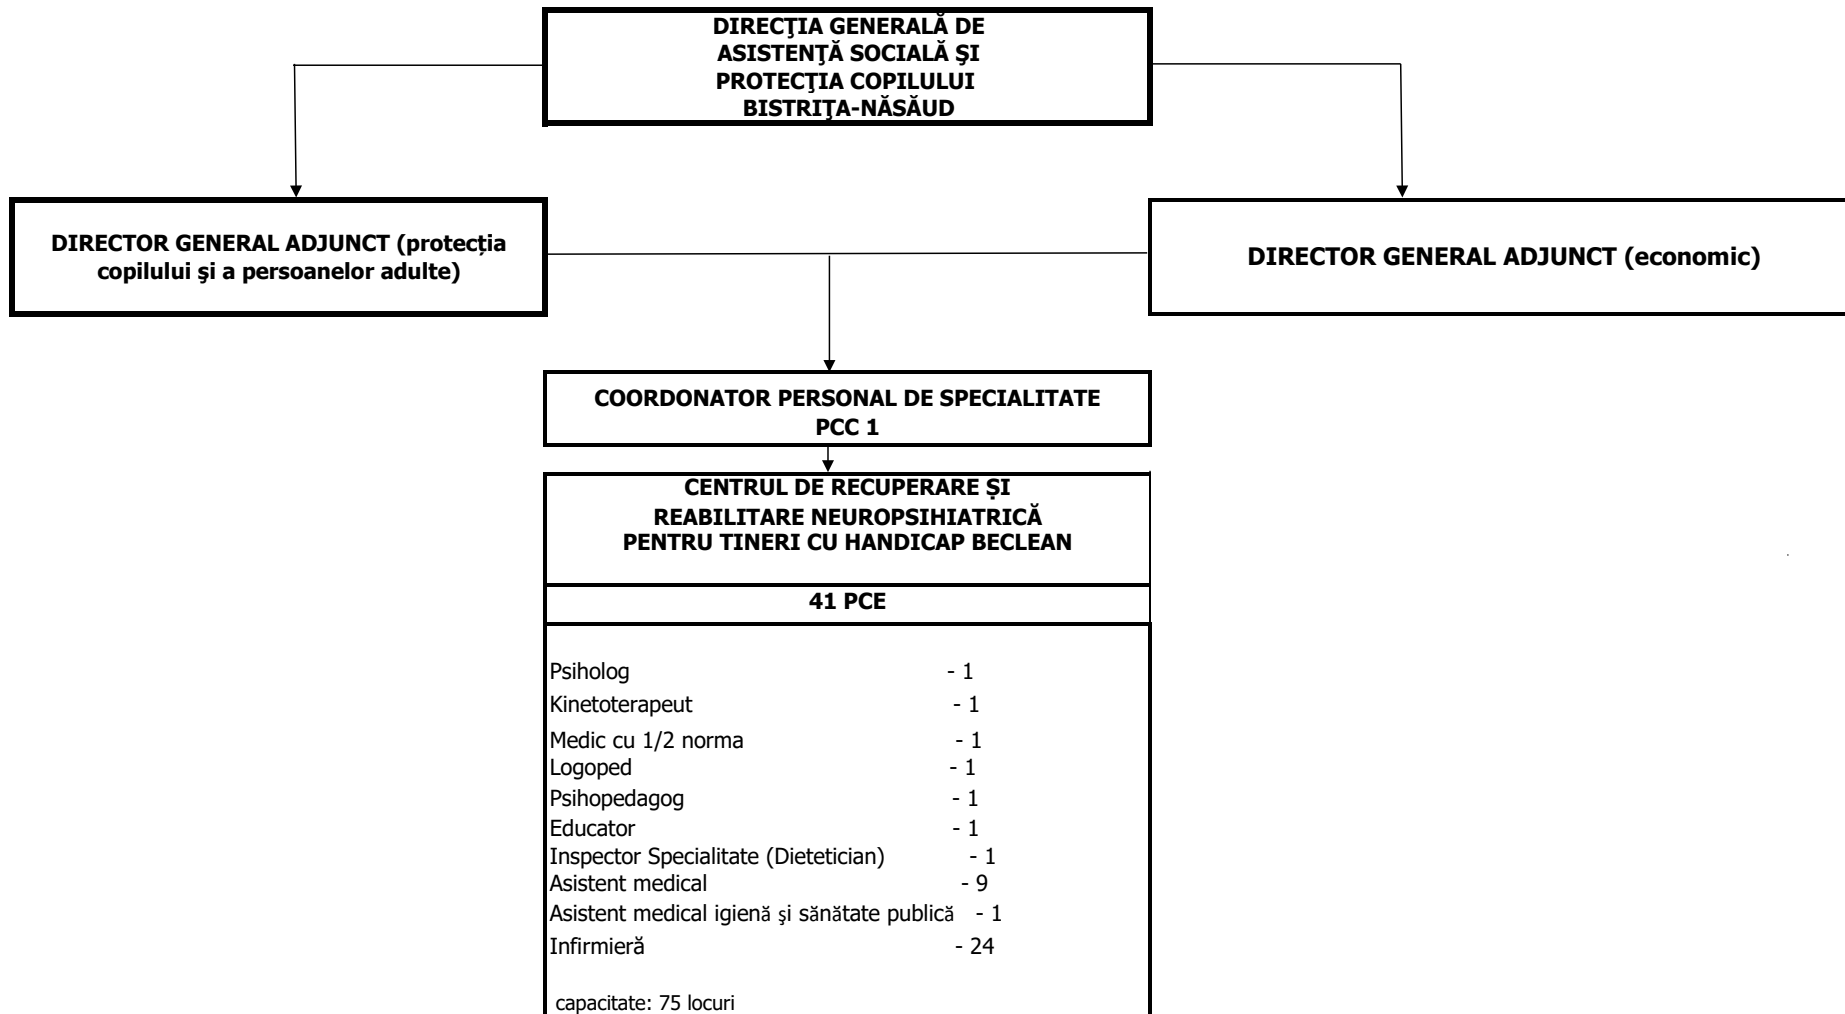 DIRECŢIA GENERALĂ DE
ASISTENŢĂ SOCIALĂ ŞI
PROTECŢIA COPILULUI
BISTRIŢA-NĂSĂUD
DIRECTOR GENERAL ADJUNCT (protecția
copilului şi a persoanelor adulte)
DIRECTOR GENERAL ADJUNCT (economic)
COORDONATOR PERSONAL DE SPECIALITATE
PCC 1
CENTRUL DE RECUPERARE ȘI
REABILITARE NEUROPSIHIATRICĂ
PENTRU TINERI CU HANDICAP BECLEAN
41 PCE
Psiholog - 1
Kinetoterapeut - 1
Medic cu 1/2 norma - 1
Logoped - 1
Psihopedagog - 1
Educator - 1
Inspector Specialitate (Dietetician) - 1
Asistent medical - 9
Asistent medical igienă şi sănătate publică - 1
Infirmieră - 24
capacitate: 75 locuri